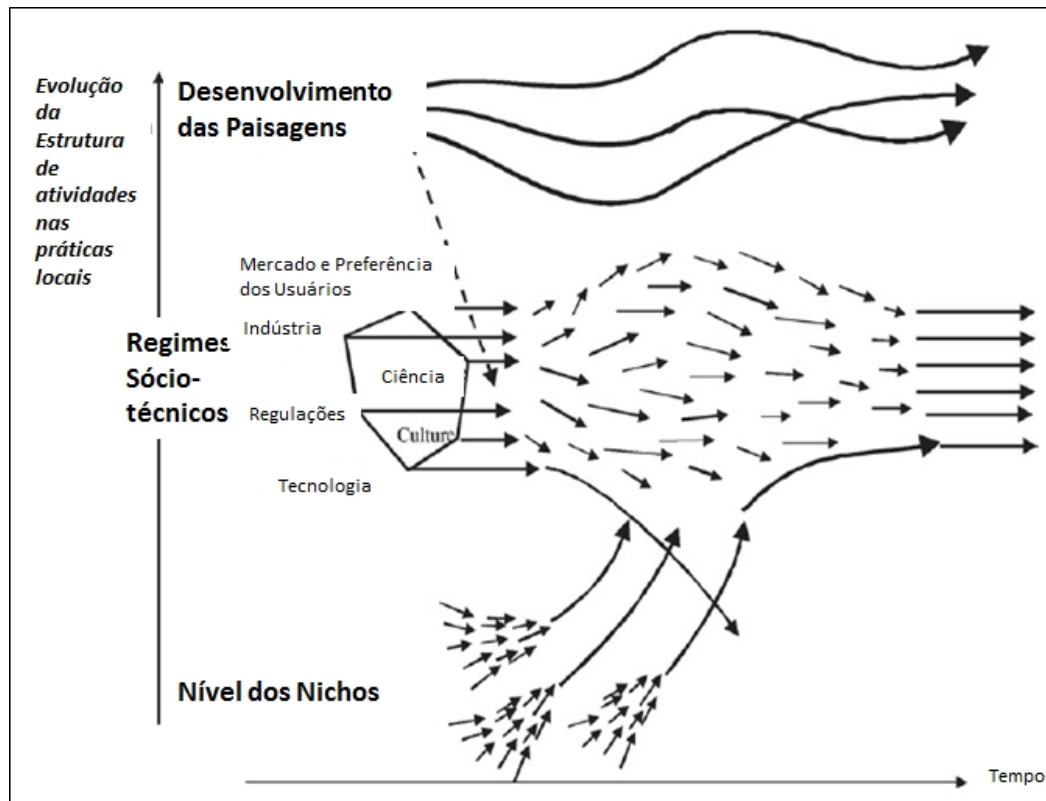 Evolução
da
Estrutura
de
atividades
nas
práticas
locais
Desenvolvimento
das Paisagens
Mercado e Preferência
dos Usuários
Indústria
Regimes
Sócio-
técnicos
Ciência
Regulações
Culture
Tecnologia
Nível dos Nichos
Tempo